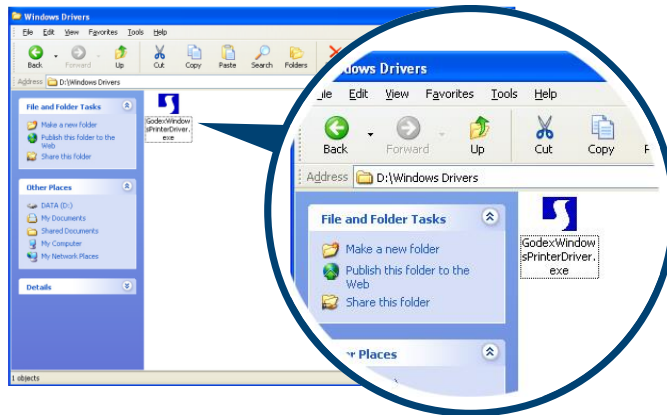 Windows Drivers
File Edit View Favorites Tools Help
Back Forward Up Cut Copy Paste Search Folders
Address D:\Windows Drivers
File and Folder Tasks
Make a new folder
Publish this folder to the
Web
Share this folder
Other Places
DATA (D:)
My Documents
Shared Documents
My Computer
My Network Places
Details
GodexWindow
sPrinterDriver.
exe
1 objects
dows Drivers
ile Edit View Favorites Tools Help
Back Forward Up Cut Copy P
Address D:\Windows Drivers
File and Folder Tasks
Make a new folder
Publish this folder to the
Web
Share this folder
er Places
GodexWindow
sPrinterDriver.
exe